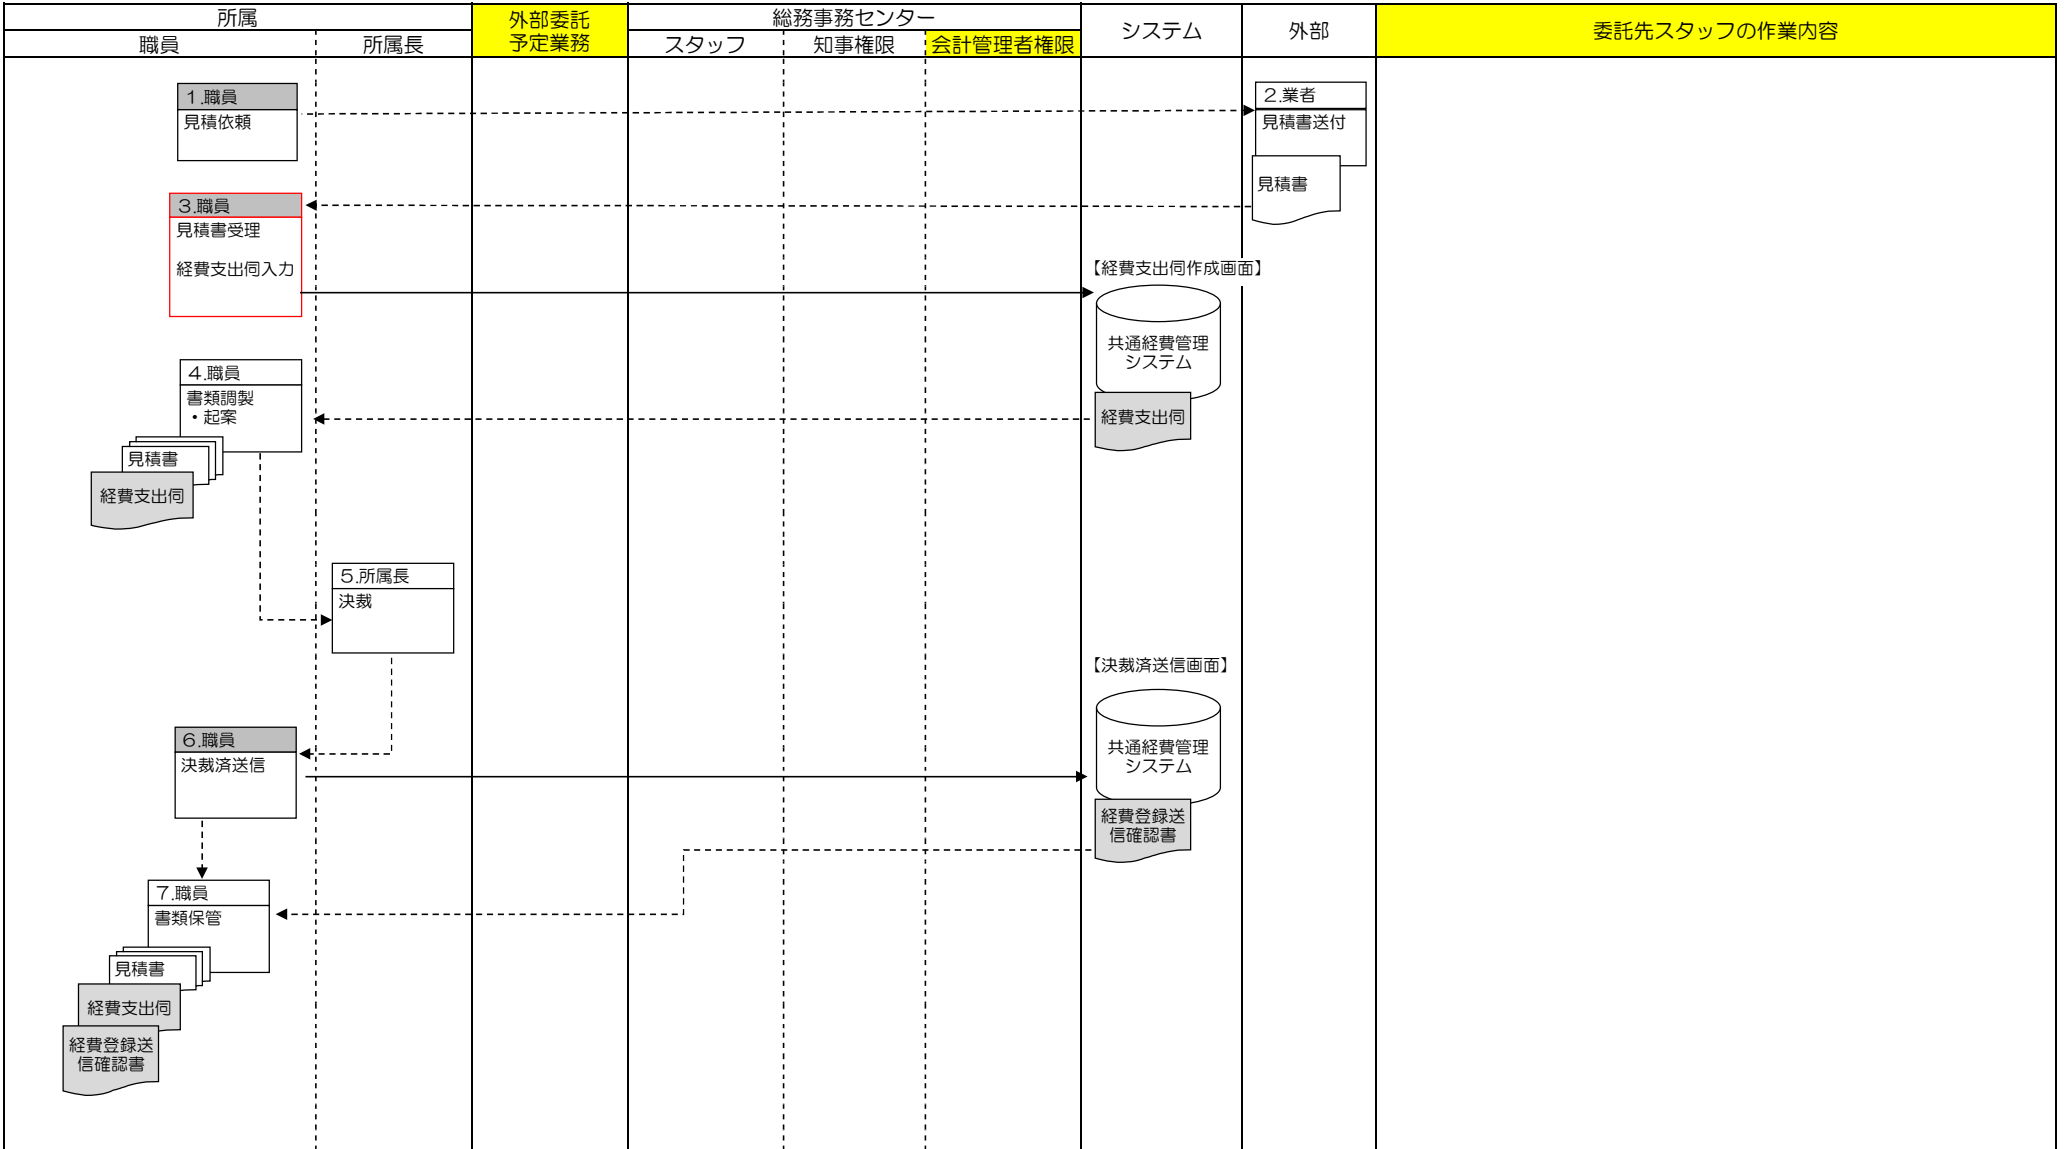 所属
外部委託
予定業務
総務事務センター
システム
外部
委託先スタッフの作業内容
職員
所属長
スタッフ
知事権限
会計管理者権限
１.職員
見積依頼
２.業者
見積書送付
見積書
３.職員
見積書受理
経費支出伺入力
【経費支出伺作成画面】
共通経費管理
システム
経費支出伺
４.職員
書類調製
・起案
見積書
経費支出伺
５.所属長
決裁
【決裁済送信画面】
共通経費管理
システム
経費登録送
信確認書
６.職員
決裁済送信
７.職員
書類保管
見積書
経費支出伺
経費登録送
信確認書